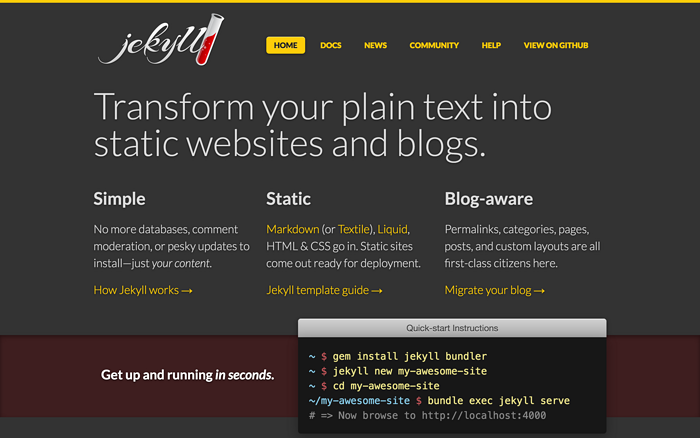 jekyll
HOME DOCS NEWS COMMUNITY HELP VIEW ON GITHUB
Transform your plain text into
static websites and blogs.
Simple
No more databases, comment
moderation, or pesky updates to
install—just your content.
How Jekyll works →
Static
Markdown (or Textile), Liquid,
HTML & CSS go in. Static sites
come out ready for deployment.
Jekyll template guide →
Blog-aware
Permalinks, categories, pages,
posts, and custom layouts are all
first-class citizens here.
Migrate your blog →
Get up and running in seconds.
Quick-start Instructions
~ $ gem install jekyll bundler
~ $ jekyll new my-awesome-site
~ $ cd my-awesome-site
~/my-awesome-site $ bundle exec jekyll serve
# => Now browse to http://localhost:4000